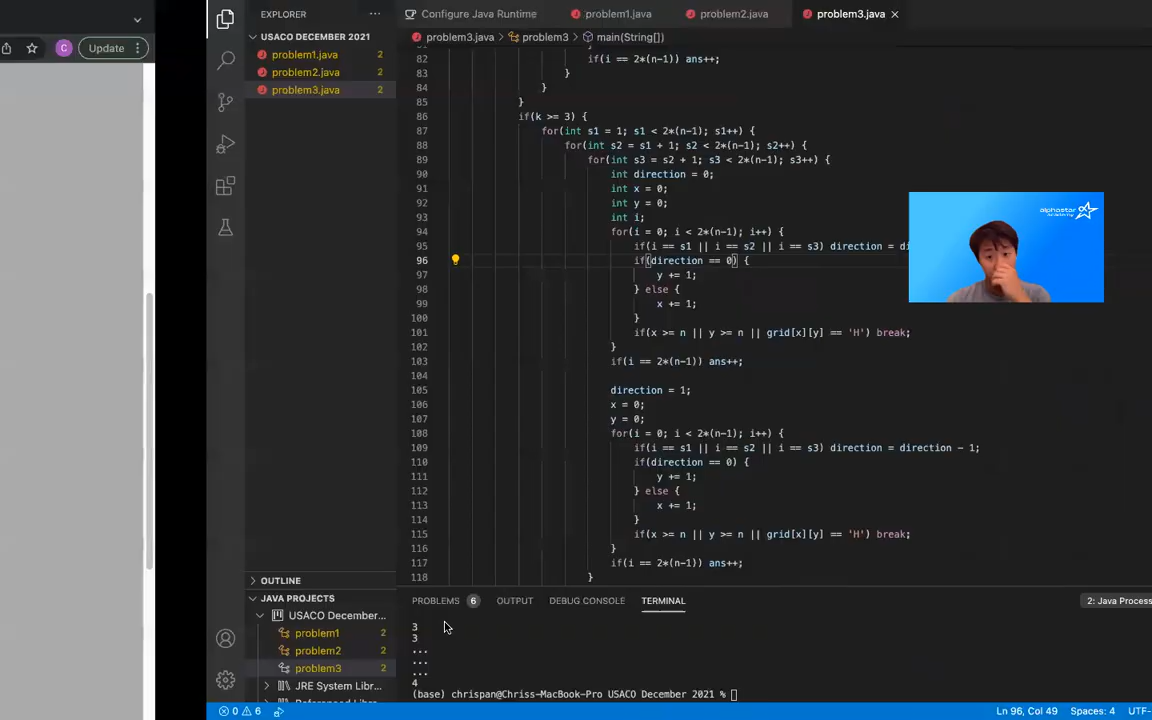 C
Update
EXPLORER
USACO DECEMBER 2021
problem1.java 2
problem2.java 2
problem3.java 2
OUTLINE
JAVA PROJECTS
USACO December...
problem1 2
problem2 2
problem3 2
JRE System Libr...
0 6
Configure Java Runtime
problem1.java
problem2.java
problem3.java
problem3.java > problem3 > main(String[])
82 if(i == 2*(n-1)) ans++;
83 }
84 }
85 }
86 if(k >= 3) {
87 for(int s1 = 1; s1 < 2*(n-1); s1++) {
88 for(int s2 = s1 + 1; s2 < 2*(n-1); s2++) {
89 for(int s3 = s2 + 1; s3 < 2*(n-1); s3++) {
90 int direction = 0;
91 int x = 0;
92 int y = 0;
93 int i;
94 for(i = 0; i < 2*(n-1); i++) {
95 if(i == s1 || i == s2 || i == s3) direction =
96 if(direction == 0) {
97 y += 1;
98 } else {
99 x += 1;
100 }
101 if(x >= n || y >= n || grid[x][y] == 'H') break;
102 }
103 if(i == 2*(n-1)) ans++;
104
105 direction = 1;
106 x = 0;
107 y = 0;
108 for(i = 0; i < 2*(n-1); i++) {
109 if(i == s1 || i == s2 || i == s3) direction = direction - 1;
110 if(direction == 0) {
111 y += 1;
112 } else {
113 x += 1;
114 }
115 if(x >= n || y >= n || grid[x][y] == 'H') break;
116 }
117 if(i == 2*(n-1)) ans++;
118 }
alphastar
Academy
PROBLEMS 6 OUTPUT DEBUG CONSOLE TERMINAL
2: Java Process
3
3
...
...
...
4
(base) chrispan@Chriss-MacBook-Pro USACO December 2021 %
Ln 96, Col 49 Spaces: 4 UTF-